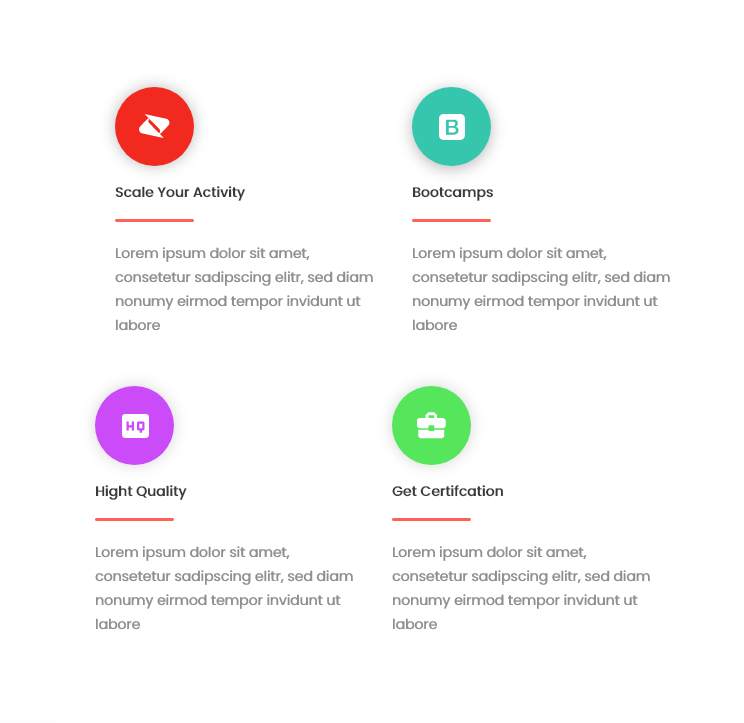 B
Scale Your Activity
Bootcamps
Lorem ipsum dolor sit amet,
consetetur sadipscing elitr, sed diam
nonumy eirmod tempor invidunt ut
labore
Lorem ipsum dolor sit amet,
consetetur sadipscing elitr, sed diam
nonumy eirmod tempor invidunt ut
labore
HQ
Hight Quality
Get Certifcation
Lorem ipsum dolor sit amet,
consetetur sadipscing elitr, sed diam
nonumy eirmod tempor invidunt ut
labore
Lorem ipsum dolor sit amet,
consetetur sadipscing elitr, sed diam
nonumy eirmod tempor invidunt ut
labore